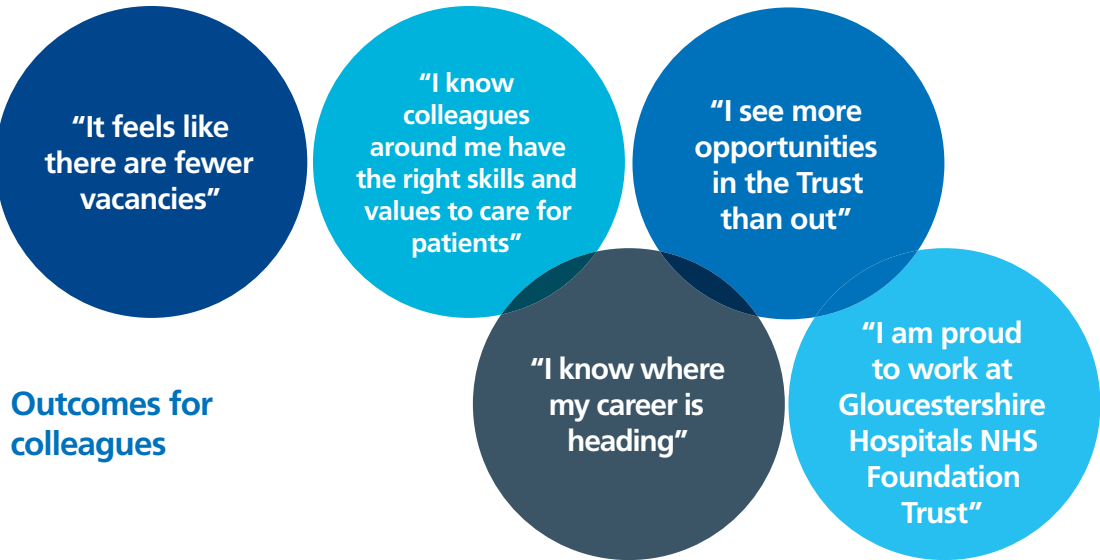 “It feels like
there are fewer
vacancies”
“I know
colleagues
around me have
the right skills and
values to care for
patients”
“I see more
opportunities
in the Trust
than out”
“I know where
my career is
heading”
“I am proud
to work at
Gloucestershire
Hospitals NHS
Foundation
Trust”
Outcomes for
colleagues